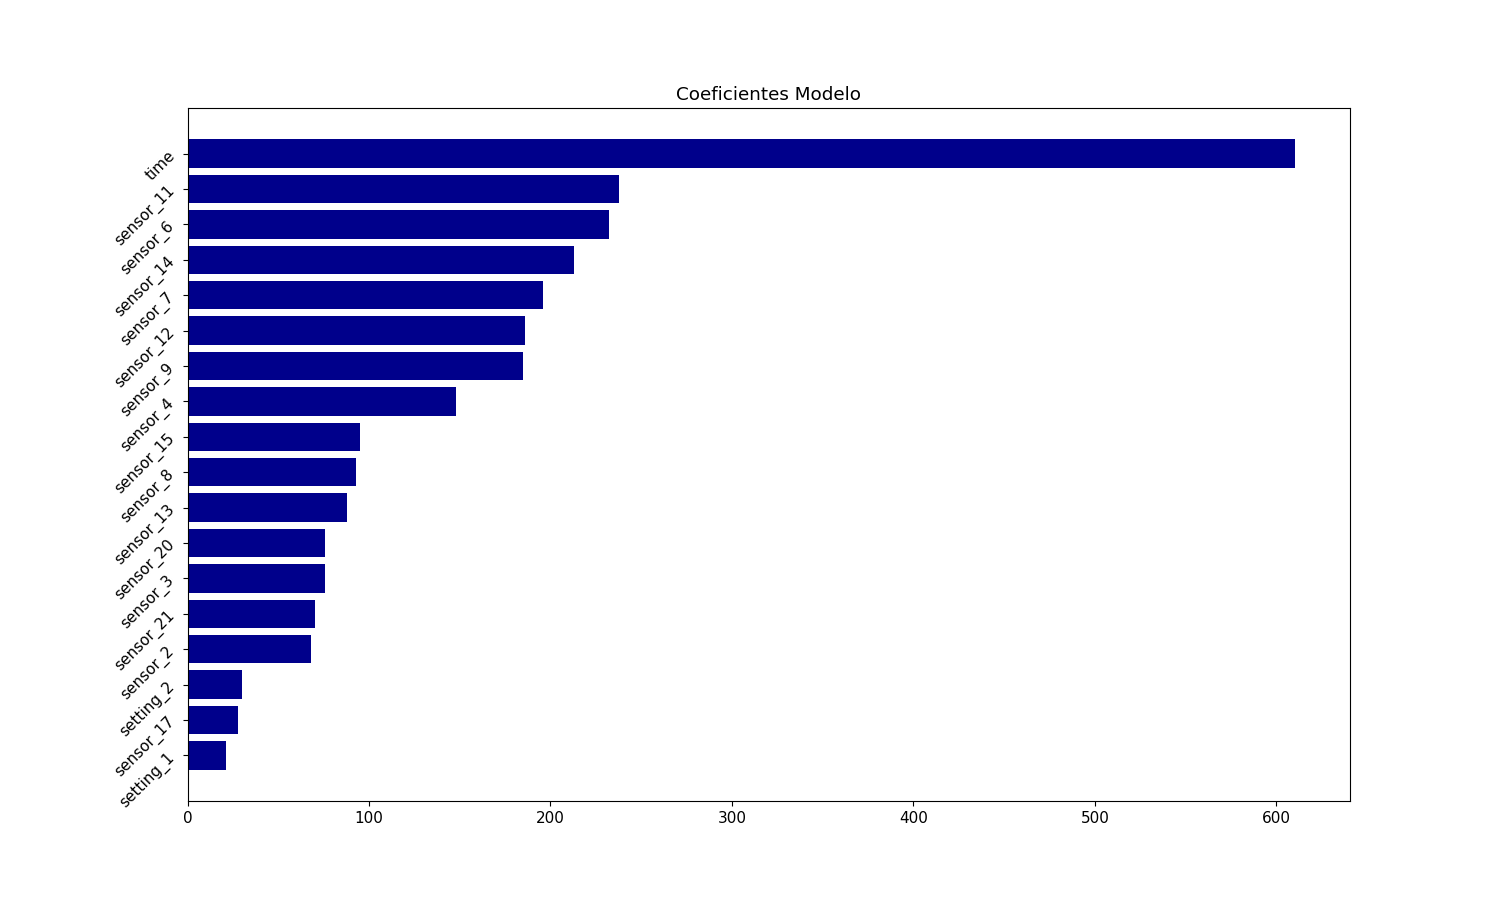 Coeficientes Modelo
time
sensor_11
sensor_6
sensor_14
sensor_7
sensor_12
sensor_9
sensor_4
sensor_15
sensor_8
sensor_13
sensor_20
sensor_3
sensor_21
sensor_2
setting_2
sensor_17
setting_1
0 100 200 300 400 500 600